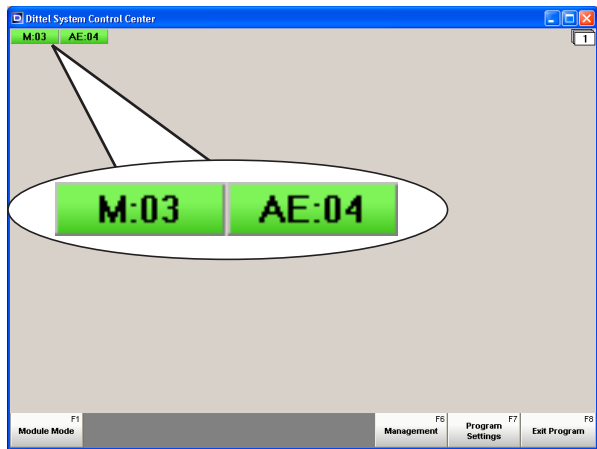 D Dittel System Control Center
M:03 AE:04
1
M:03 AE:04
F1
Module Mode
F6
Management
F7
Program
Settings
F8
Exit Program